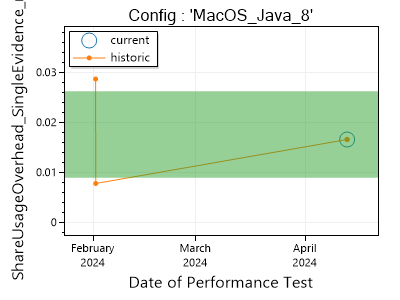 Config : 'MacOS_Java_8'
current
historic
ShareUsageOverhead_SingleEvidence_
0.03
0.02
0.01
0
February
2024
March
2024
April
2024
Date of Performance Test